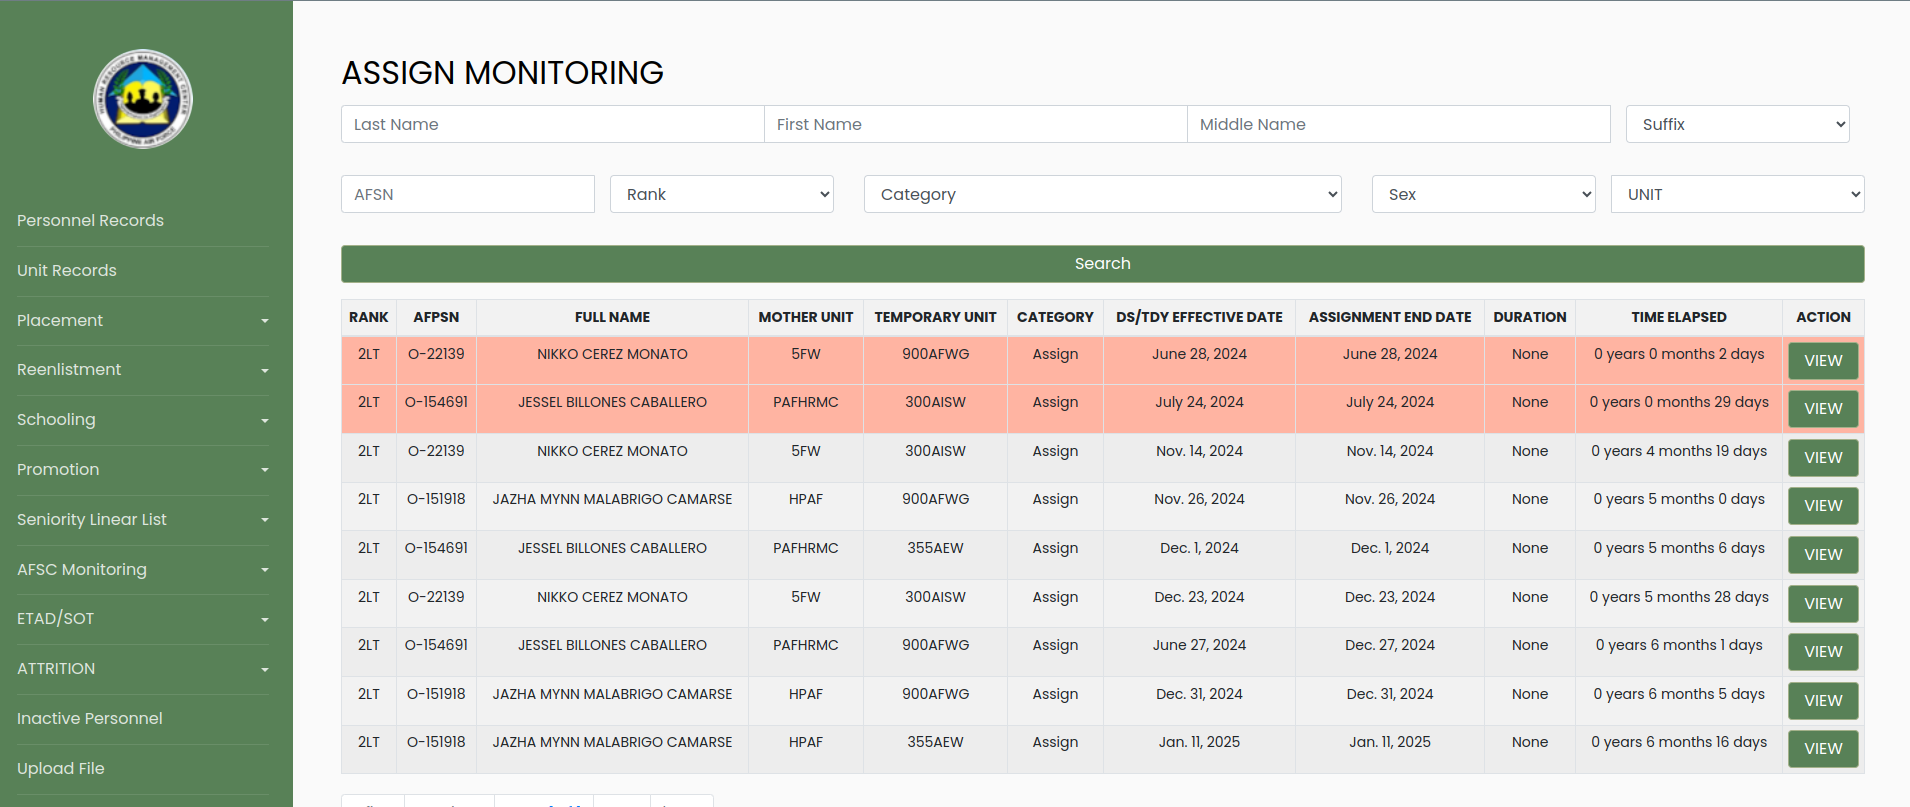 HUMAN RESOURCE MANAGEMENT CENTER
PHILIPPINE AIR FORCE
Personnel Records
Unit Records
Placement
Reenlistment
Schooling
Promotion
Seniority Linear List
AFSC Monitoring
ETAD/SOT
ATTRITION
Inactive Personnel
Upload File
ASSIGN MONITORING
Last Name First Name Middle Name Suffix
AFSN Rank Category Sex UNIT
Search
RANK AFPSN FULL NAME MOTHER UNIT TEMPORARY UNIT CATEGORY DS/TDY EFFECTIVE DATE ASSIGNMENT END DATE DURATION TIME ELAPSED ACTION
2LT O-22139 NIKKO CEREZ MONATO 5FW 900AFWG Assign June 28, 2024 June 28, 2024 None 0 years 0 months 2 days VIEW
2LT O-154691 JESSEL BILLONES CABALLERO PAFHRMC 300AISW Assign July 24, 2024 July 24, 2024 None 0 years 0 months 29 days VIEW
2LT O-22139 NIKKO CEREZ MONATO 5FW 300AISW Assign Nov. 14, 2024 Nov. 14, 2024 None 0 years 4 months 19 days VIEW
2LT O-151918 JAZHA MYNN MALABRIGO CAMARSE HPAF 900AFWG Assign Nov. 26, 2024 Nov. 26, 2024 None 0 years 5 months 0 days VIEW
2LT O-154691 JESSEL BILLONES CABALLERO PAFHRMC 355AEW Assign Dec. 1, 2024 Dec. 1, 2024 None 0 years 5 months 6 days VIEW
2LT O-22139 NIKKO CEREZ MONATO 5FW 300AISW Assign Dec. 23, 2024 Dec. 23, 2024 None 0 years 5 months 28 days VIEW
2LT O-154691 JESSEL BILLONES CABALLERO PAFHRMC 900AFWG Assign June 27, 2024 Dec. 27, 2024 None 0 years 6 months 1 days VIEW
2LT O-151918 JAZHA MYNN MALABRIGO CAMARSE HPAF 900AFWG Assign Dec. 31, 2024 Dec. 31, 2024 None 0 years 6 months 5 days VIEW
2LT O-151918 JAZHA MYNN MALABRIGO CAMARSE HPAF 355AEW Assign Jan. 11, 2025 Jan. 11, 2025 None 0 years 6 months 16 days VIEW